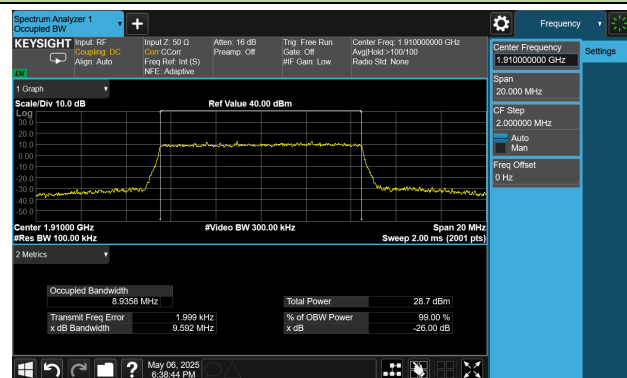 Spectrum Analyzer 1
Occupied BW
+
Frequency
KEYSIGHT
Input: RF
Coupling: DC
Align: Auto
Input Z: 50 Ω
Corr CCorr
Freq Ref: Int (S)
NFE: Adaptive
Atten: 16 dB
Preamp: Off
Trig: Free Run
Gate: Off
#IF Gain: Low
Center Freq: 1.910000000 GHz
Avg|Hold:>100/100
Radio Std: None
LXI
Center Frequency
1.910000000 GHz
Settings
Span
20.000 MHz
CF Step
2.000000 MHz
Auto
Man
Freq Offset
0 Hz
1 Graph
Scale/Div 10.0 dB
Ref Value 40.00 dBm
Log
30.0
20.0
10.0
0.00
-10.0
-20.0
-30.0
-40.0
-50.0
Center 1.91000 GHz
#Video BW 300.00 kHz
Span 20 MHz
#Res BW 100.00 kHz
Sweep 2.00 ms (2001 pts)
2 Metrics
Occupied Bandwidth
8.9358 MHz
Total Power
28.7 dBm
Transmit Freq Error
1.999 kHz
% of OBW Power
99.00 %
x dB Bandwidth
9.592 MHz
x dB
-26.00 dB
?
May 06, 2025
6:38:44 PM